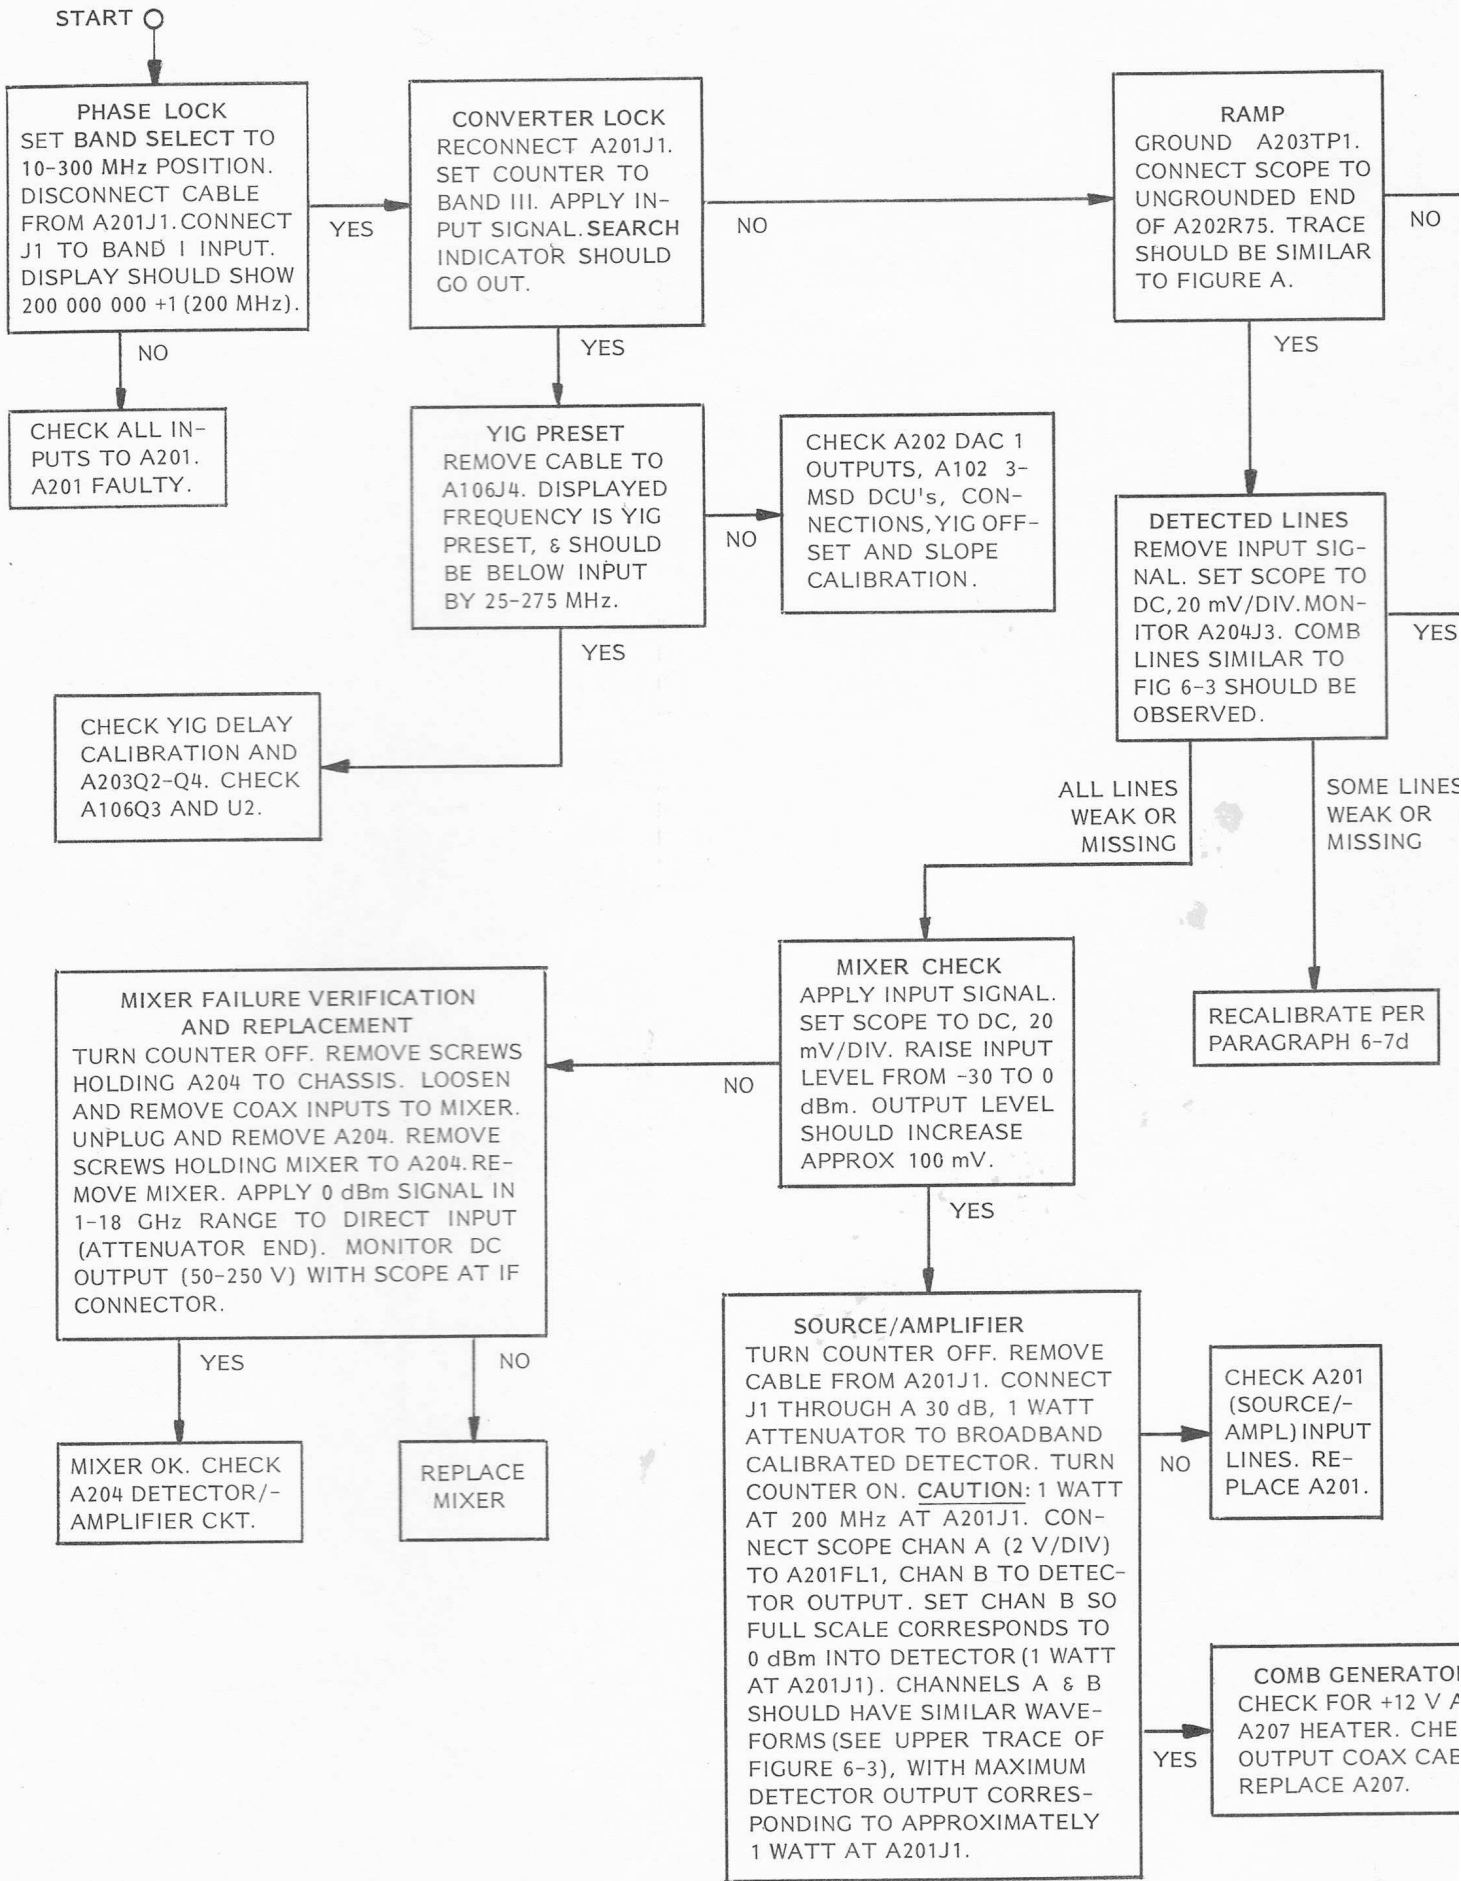 START
PHASE LOCK
SET BAND SELECT TO
10-300 MHz POSITION.
DISCONNECT CABLE
FROM A201J1. CONNECT
J1 TO BAND I INPUT.
DISPLAY SHOULD SHOW
200 000 000 +1 (200 MHz).
YES
NO
CHECK ALL IN-
PUTS TO A201.
A201 FAULTY.
CONVERTER LOCK
RECONNECT A201J1.
SET COUNTER TO
BAND III. APPLY IN-
PUT SIGNAL. SEARCH
INDICATOR SHOULD
GO OUT.
NO
YES
YIG PRESET
REMOVE CABLE TO
A106J4. DISPLAYED
FREQUENCY IS YIG
PRESET, & SHOULD
BE BELOW INPUT
BY 25-275 MHz.
NO
YES
CHECK A202 DAC 1
OUTPUTS, A102 3-
MSD DCU's, CON-
NECTIONS, YIG OFF-
SET AND SLOPE
CALIBRATION.
CHECK YIG DELAY
CALIBRATION AND
A203Q2-Q4. CHECK
A106Q3 AND U2.
RAMP
GROUND A203TP1.
CONNECT SCOPE TO
UNGROUNDED END
OF A202R75. TRACE
SHOULD BE SIMILAR
TO FIGURE A.
NO
YES
DETECTED LINES
REMOVE INPUT SIG-
NAL. SET SCOPE TO
DC, 20 mV/DIV. MON-
ITOR A204J3. COMB
LINES SIMILAR TO
FIG 6-3 SHOULD BE
OBSERVED.
YES
ALL LINES
WEAK OR
MISSING
SOME LINES
WEAK OR
MISSING
RECALIBRATE PER
PARAGRAPH 6-7d
MIXER CHECK
APPLY INPUT SIGNAL.
SET SCOPE TO DC, 20
mV/DIV. RAISE INPUT
LEVEL FROM -30 TO 0
dBm. OUTPUT LEVEL
SHOULD INCREASE
APPROX 100 mV.
NO
YES
MIXER FAILURE VERIFICATION
AND REPLACEMENT
TURN COUNTER OFF. REMOVE SCREWS
HOLDING A204 TO CHASSIS. LOOSEN
AND REMOVE COAX INPUTS TO MIXER.
UNPLUG AND REMOVE A204. REMOVE
SCREWS HOLDING MIXER TO A204. RE-
MOVE MIXER. APPLY 0 dBm SIGNAL IN
1-18 GHz RANGE TO DIRECT INPUT
(ATTENUATOR END). MONITOR DC
OUTPUT (50-250 V) WITH SCOPE AT IF
CONNECTOR.
YES
NO
MIXER OK. CHECK
A204 DETECTOR/-
AMPLIFIER CKT.
REPLACE
MIXER
SOURCE/AMPLIFIER
TURN COUNTER OFF. REMOVE
CABLE FROM A201J1. CONNECT
J1 THROUGH A 30 dB, 1 WATT
ATTENUATOR TO BROADBAND
CALIBRATED DETECTOR. TURN
COUNTER ON. CAUTION: 1 WATT
AT 200 MHz AT A201J1. CON-
NECT SCOPE CHAN A (2 V/DIV)
TO A201FL1, CHAN B TO DETEC-
TOR OUTPUT. SET CHAN B SO
FULL SCALE CORRESPONDS TO
0 dBm INTO DETECTOR (1 WATT
AT A201J1). CHANNELS A & B
SHOULD HAVE SIMILAR WAVE-
FORMS (SEE UPPER TRACE OF
FIGURE 6-3), WITH MAXIMUM
DETECTOR OUTPUT CORRES-
PONDING TO APPROXIMATELY
1 WATT AT A201J1.
NO
YES
CHECK A201
(SOURCE/-
AMPL) INPUT
LINES. RE-
PLACE A201.
COMB GENERATOR
CHECK FOR +12 V A
A207 HEATER. CHE
OUTPUT COAX CAB
REPLACE A207.